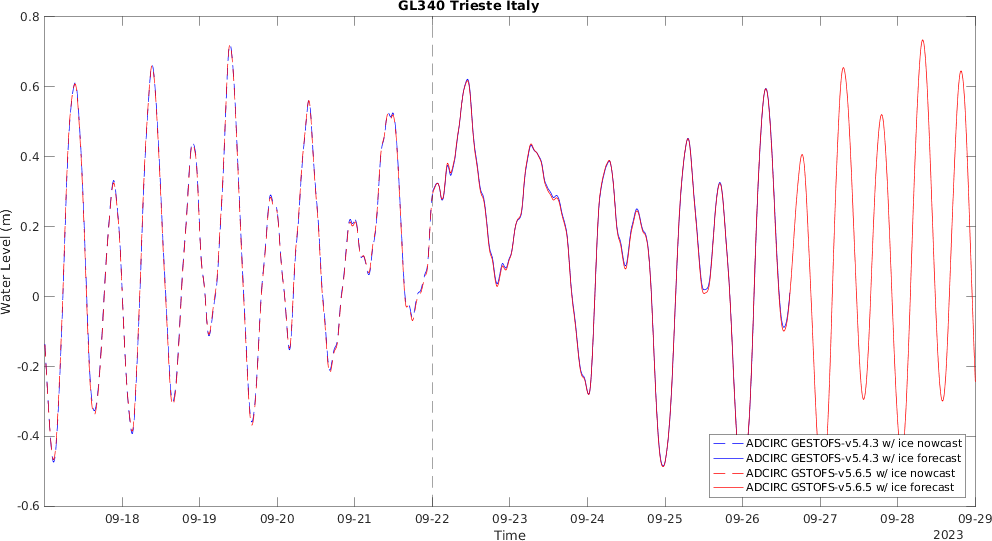 GL340 Trieste Italy
0.8
0.6
0.4
0.2
0
-0.2
-0.4
-0.6
Water Level (m)
ADCIRC GESTOFS-v5.4.3 w/ ice nowcast
ADCIRC GESTOFS-v5.4.3 w/ ice forecast
ADCIRC GSTOFS-v5.6.5 w/ ice nowcast
ADCIRC GSTOFS-v5.6.5 w/ ice forecast
09-18 09-19 09-20 09-21 09-22 09-23 09-24 09-25 09-26 09-27 09-28 09-29
Time
2023